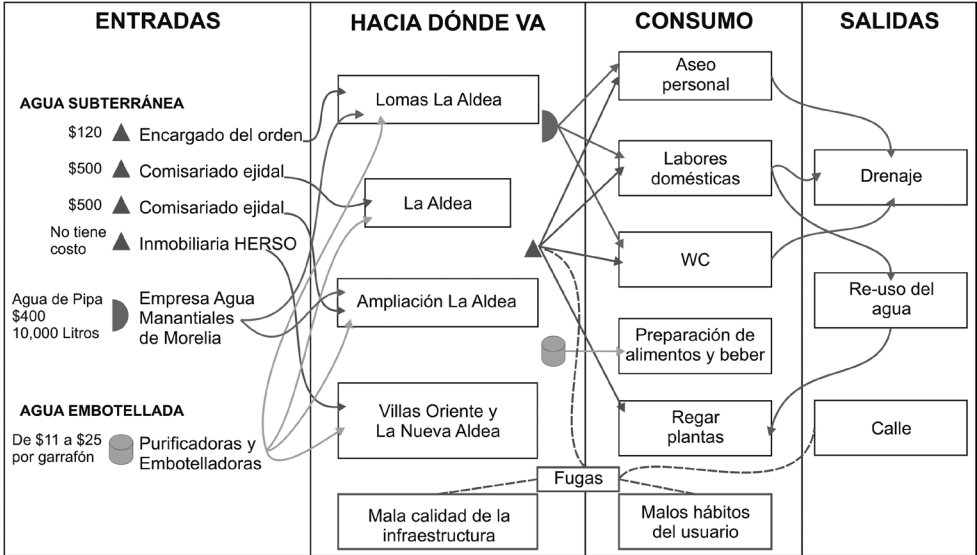 ENTRADAS
HACIA DÓNDE VA
CONSUMO
SALIDAS
AGUA SUBTERRÁNEA
$120
Encargado del orden
$500
Comisariado ejidal
$500
Comisariado ejidal
No tiene
costo
Inmobiliaria HERSO
Agua de Pipa
$400
10,000 Litros
Empresa Agua
Manantiales
de Morelia
AGUA EMBOTELLADA
De $11 a $25
por garrafón
Purificadoras y
Embotelladoras
Lomas La Aldea
La Aldea
Ampliación La Aldea
Villas Oriente y
La Nueva Aldea
Mala calidad de la
infraestructura
Fugas
Aseo
personal
Labores
domésticas
WC
Preparación de
alimentos y beber
Regar
plantas
Malos hábitos
del usuario
Drenaje
Re-uso del
agua
Calle